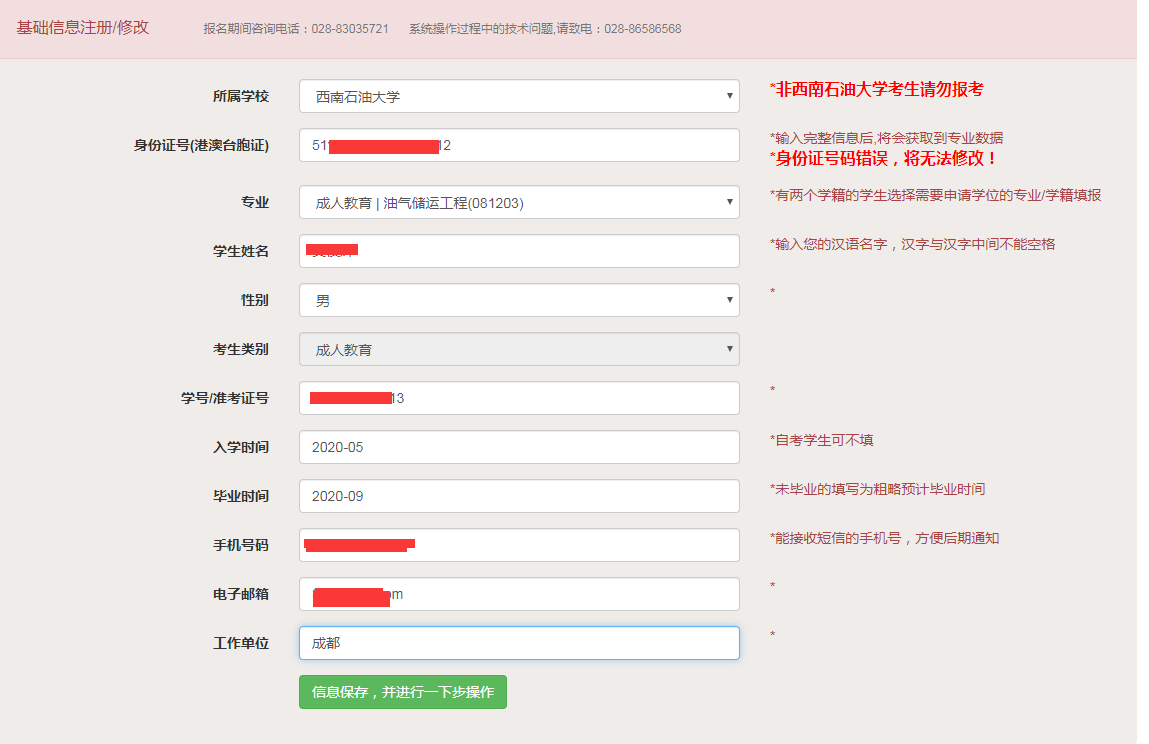 基础信息注册/修改 报名期间咨询电话：028-83035721 系统操作过程中的技术问题,请致电：028-86586568
所属学校 西南石油大学 *非西南石油大学考生请勿报考
身份证号(港澳台胞证) 51 12 *输入完整信息后,将会获取到专业数据
*身份证号码错误，将无法修改！
专业 成人教育 | 油气储运工程(081203) *有两个学籍的学生选择需要申请学位的专业/学籍填报
学生姓名 *输入您的汉语名字，汉字与汉字中间不能空格
性别 男 *
考生类别 成人教育
学号/准考证号 13 *
入学时间 2020-05 *自考学生可不填
毕业时间 2020-09 *未毕业的填写为粗略预计毕业时间
手机号码 *能接收短信的手机号，方便后期通知
电子邮箱 om *
工作单位 成都 *
信息保存，并进行一下步操作